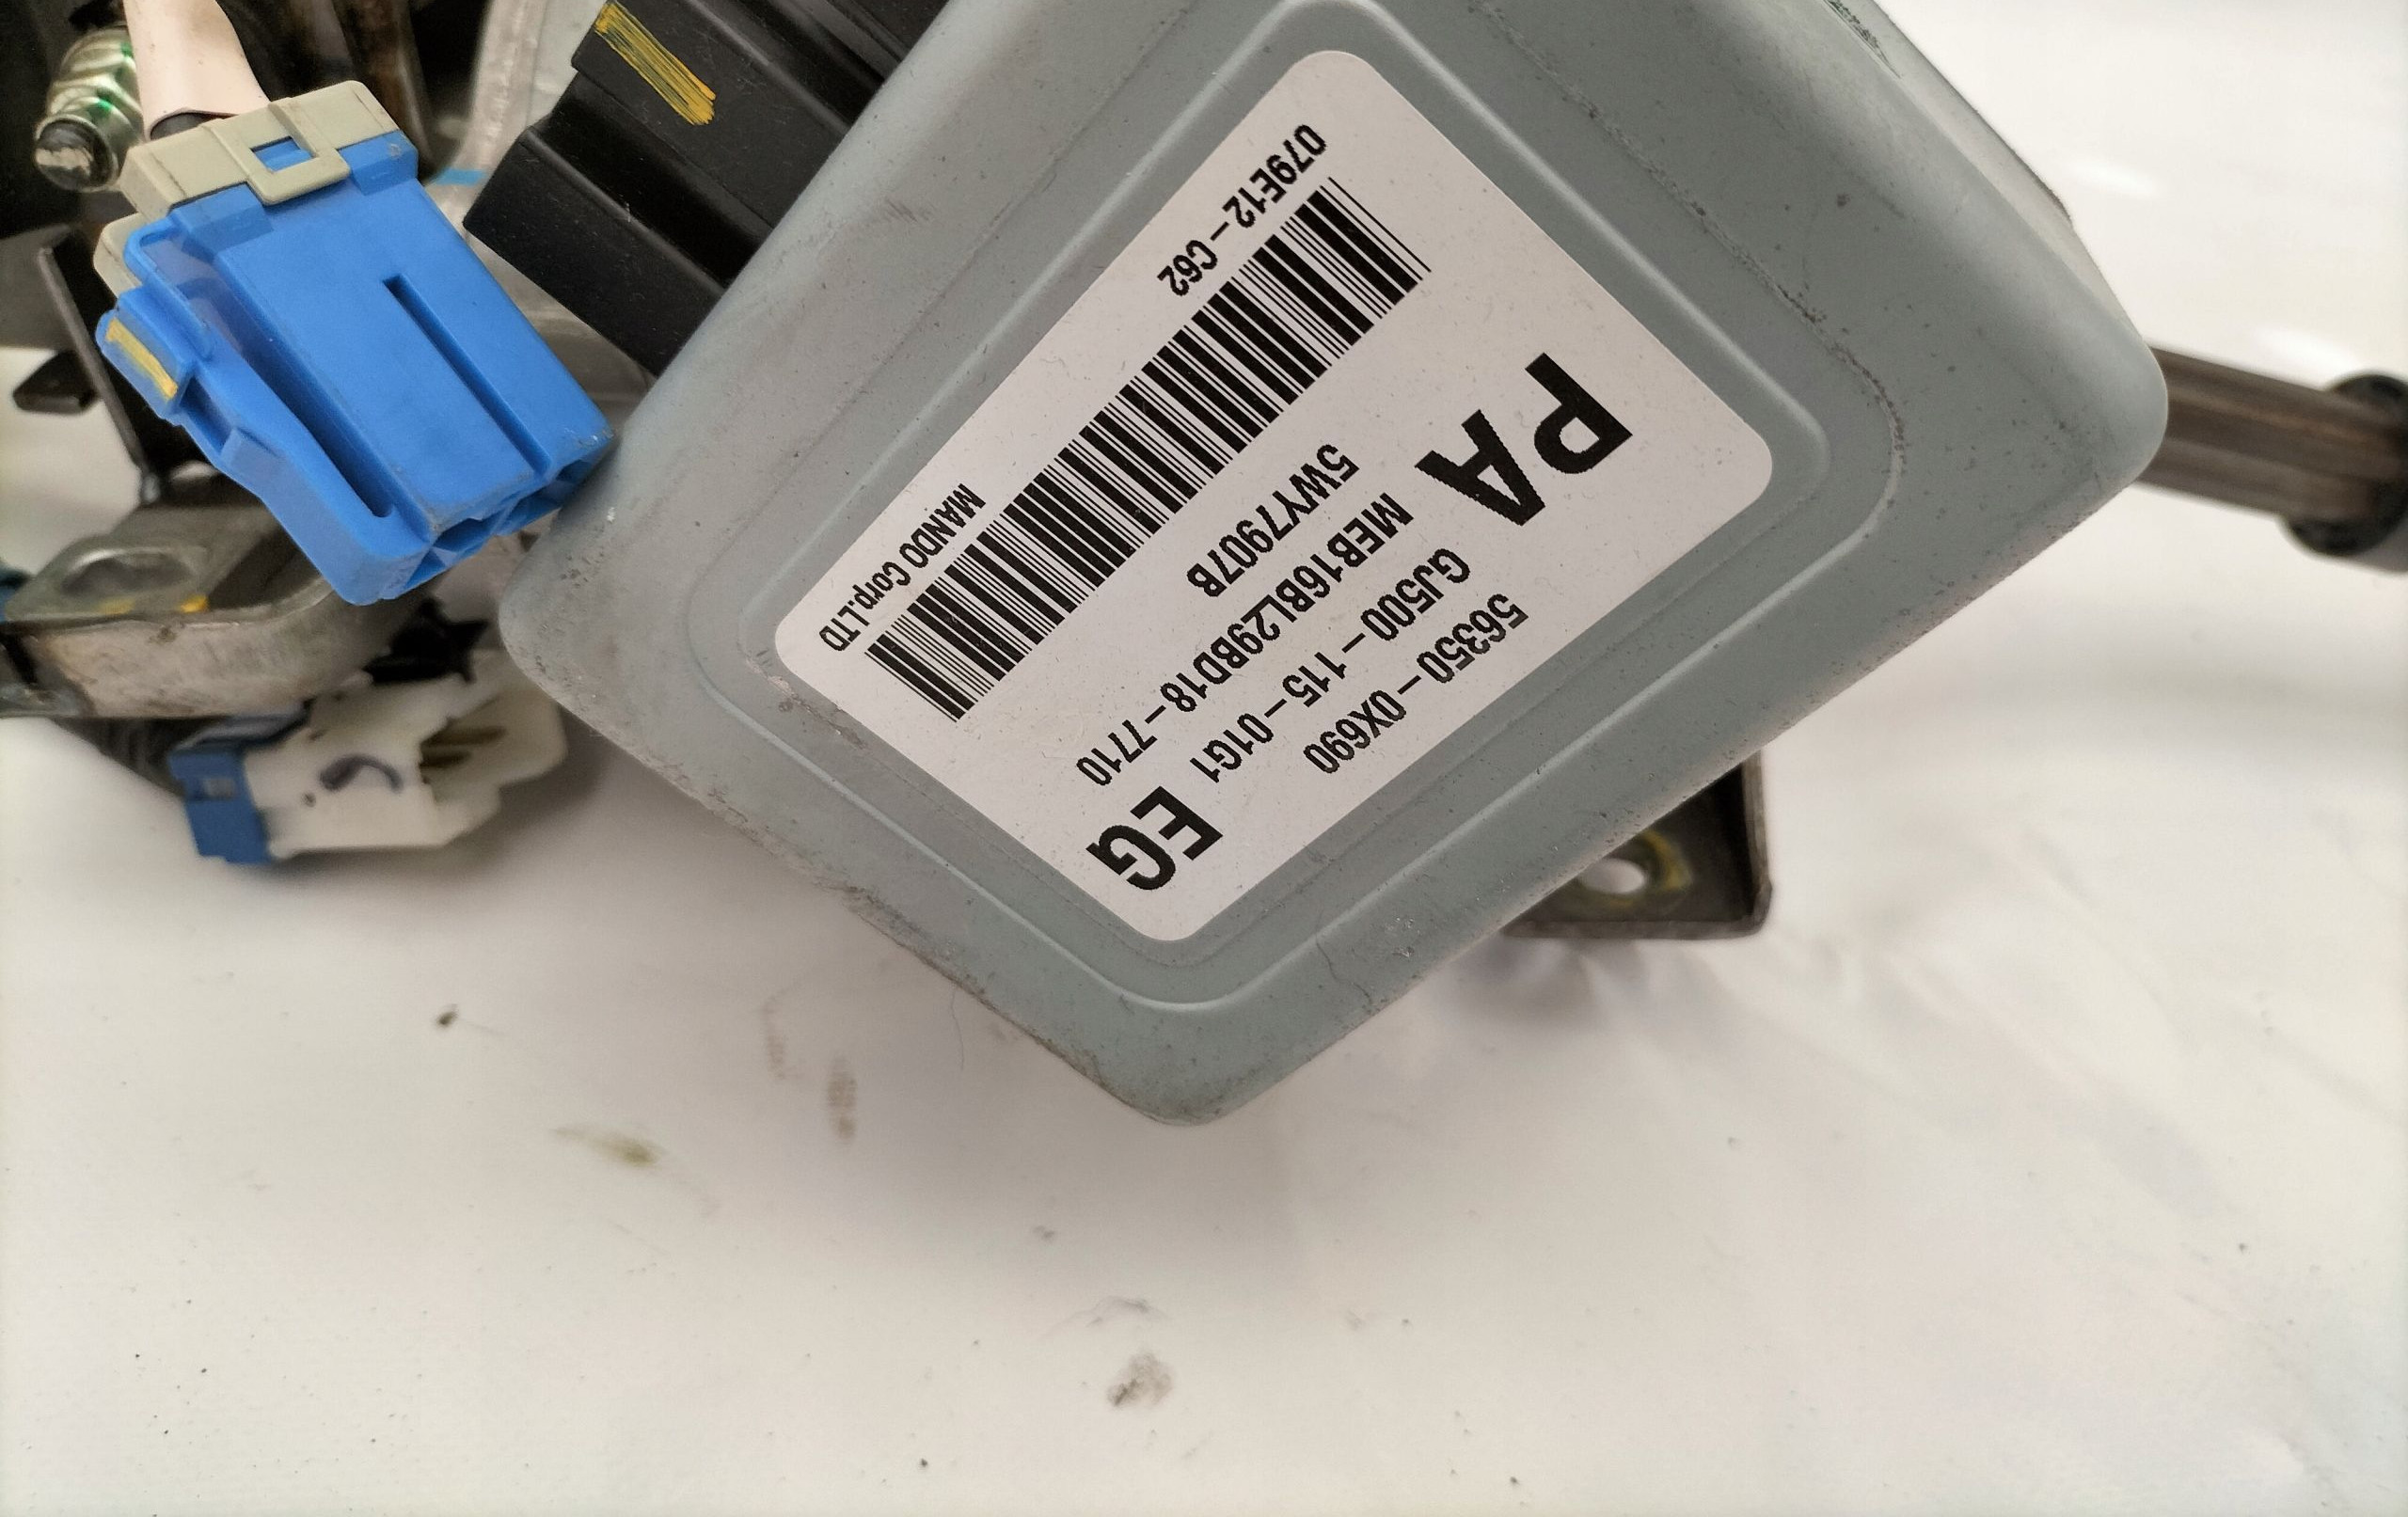 PA EG
56350-0X690
GJ500-115-01G1
MEB16BL29BD18-7710
5WY7907B
079E12-C62
MANDO Corp.LTD